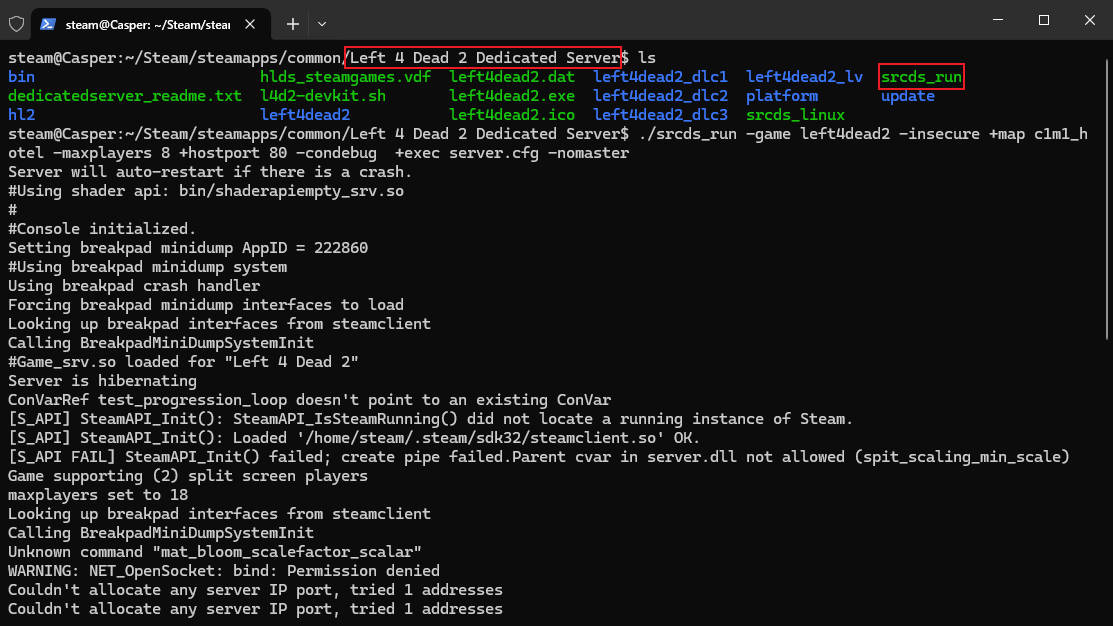 steam@Casper: ~/Steam/stear
steam@Casper:~/Steam/steamapps/common/Left 4 Dead 2 Dedicated Server$ ls
bin hlds_steamgames.vdf left4dead2.dat left4dead2_dlc1 left4dead2_lv srcds_run
dedicatedserver_readme.txt l4d2-devkit.sh left4dead2.exe left4dead2_dlc2 platform update
hl2 left4dead2 left4dead2.ico left4dead2_dlc3 srcds_linux
steam@Casper:~/Steam/steamapps/common/Left 4 Dead 2 Dedicated Server$ ./srcds_run -game left4dead2 -insecure +map c1m1_h
otel -maxplayers 8 +hostport 80 -condebug  +exec server.cfg -nomaster
Server will auto-restart if there is a crash.
#Using shader api: bin/shaderapiempty_srv.so
#
#Console initialized.
Setting breakpad minidump AppID = 222860
#Using breakpad minidump system
Using breakpad crash handler
Forcing breakpad minidump interfaces to load
Looking up breakpad interfaces from steamclient
Calling BreakpadMiniDumpSystemInit
#Game_srv.so loaded for "Left 4 Dead 2"
Server is hibernating
ConVarRef test_progression_loop doesn't point to an existing ConVar
[S_API] SteamAPI_Init(): SteamAPI_IsSteamRunning() did not locate a running instance of Steam.
[S_API] SteamAPI_Init(): Loaded '/home/steam/.steam/sdk32/steamclient.so' OK.
[S_API FAIL] SteamAPI_Init() failed; create pipe failed.Parent cvar in server.dll not allowed (spit_scaling_min_scale)
Game supporting (2) split screen players
maxplayers set to 18
Looking up breakpad interfaces from steamclient
Calling BreakpadMiniDumpSystemInit
Unknown command "mat_bloom_scalefactor_scalar"
WARNING: NET_OpenSocket: bind: Permission denied
Couldn't allocate any server IP port, tried 1 addresses
Couldn't allocate any server IP port, tried 1 addresses